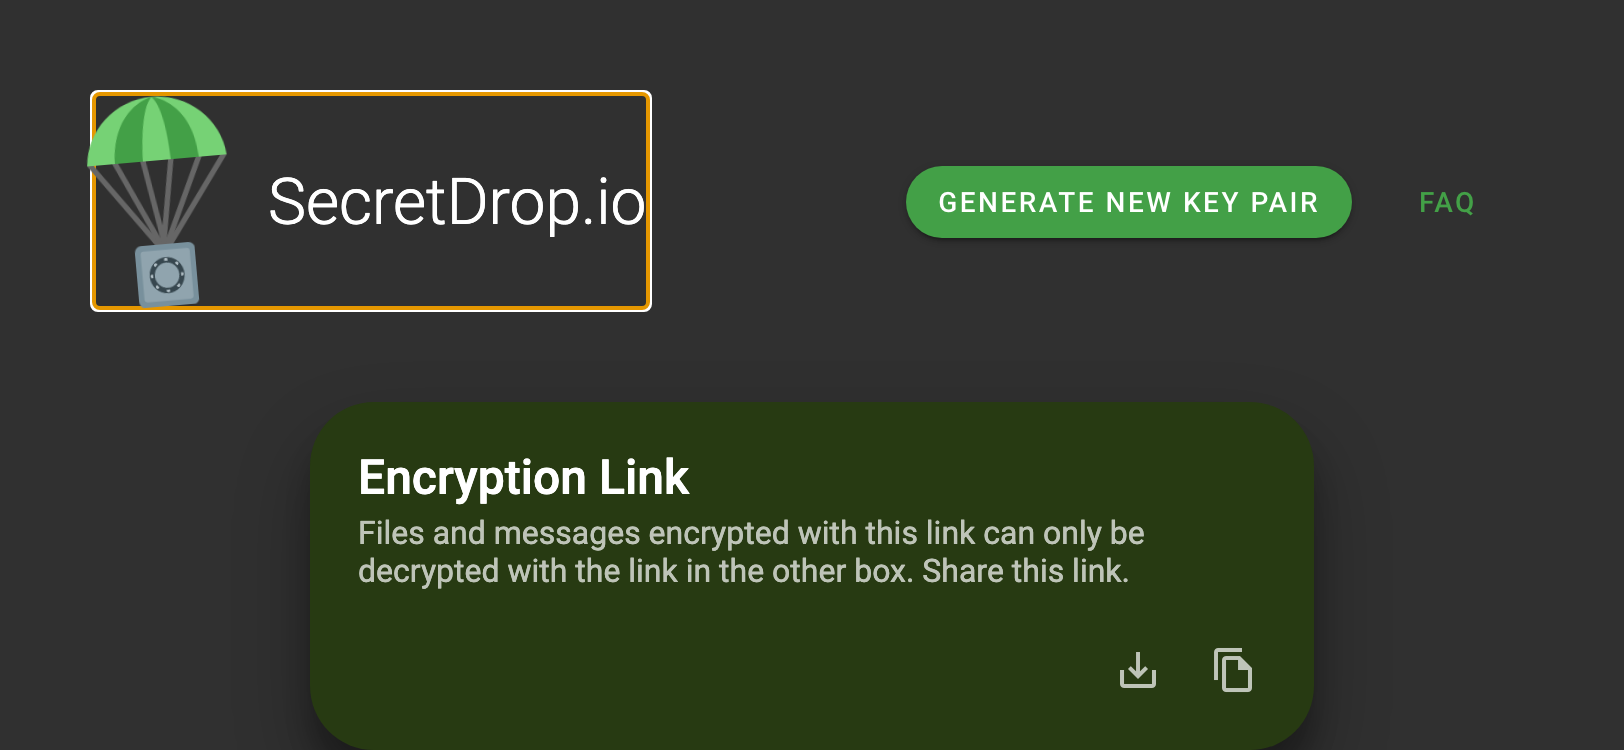 SecretDrop.io
GENERATE NEW KEY PAIR
FAQ
Encryption Link
Files and messages encrypted with this link can only be
decrypted with the link in the other box. Share this link.